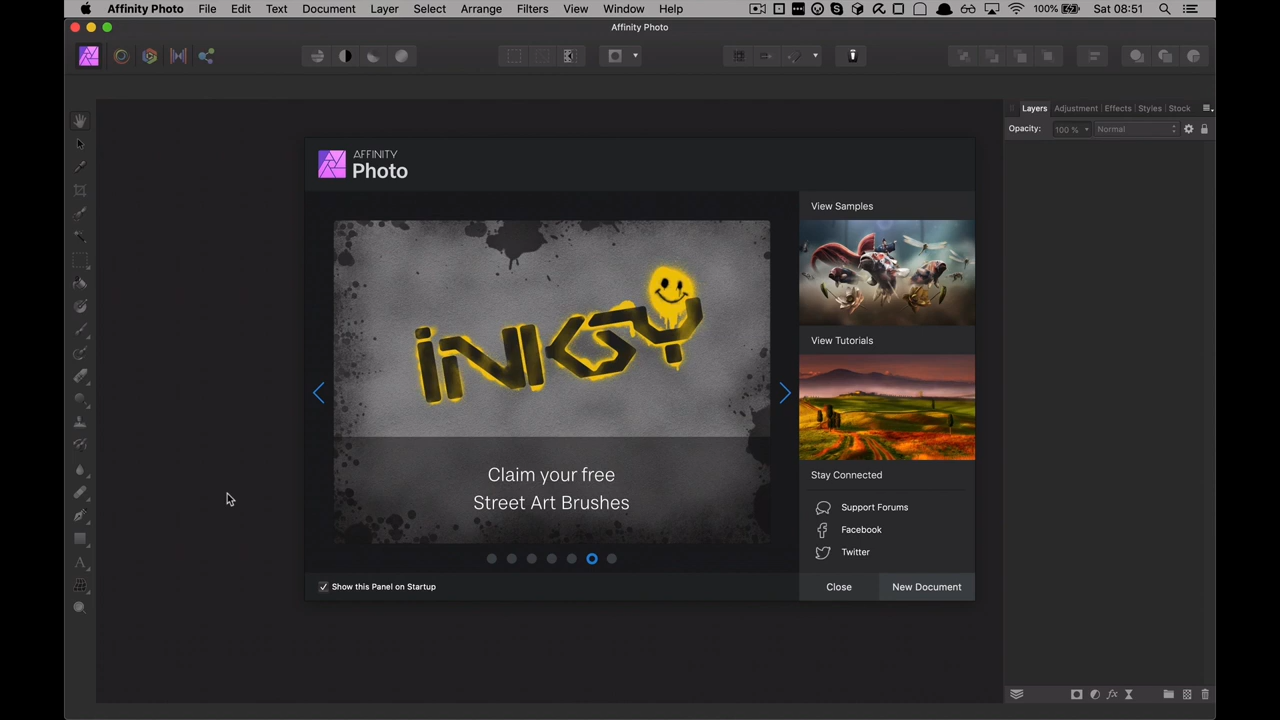 Affinity Photo File Edit Text Document Layer Select Arrange Filters View Window Help 100% Sat 08:51
Affinity Photo
Layers Adjustment Effects Styles Stock
Opacity: 100 % Normal
AFFINITY
Photo
View Samples
INKSY
View Tutorials
Claim your free
Street Art Brushes
Stay Connected
Support Forums
Facebook
Twitter
Show this Panel on Startup
Close New Document